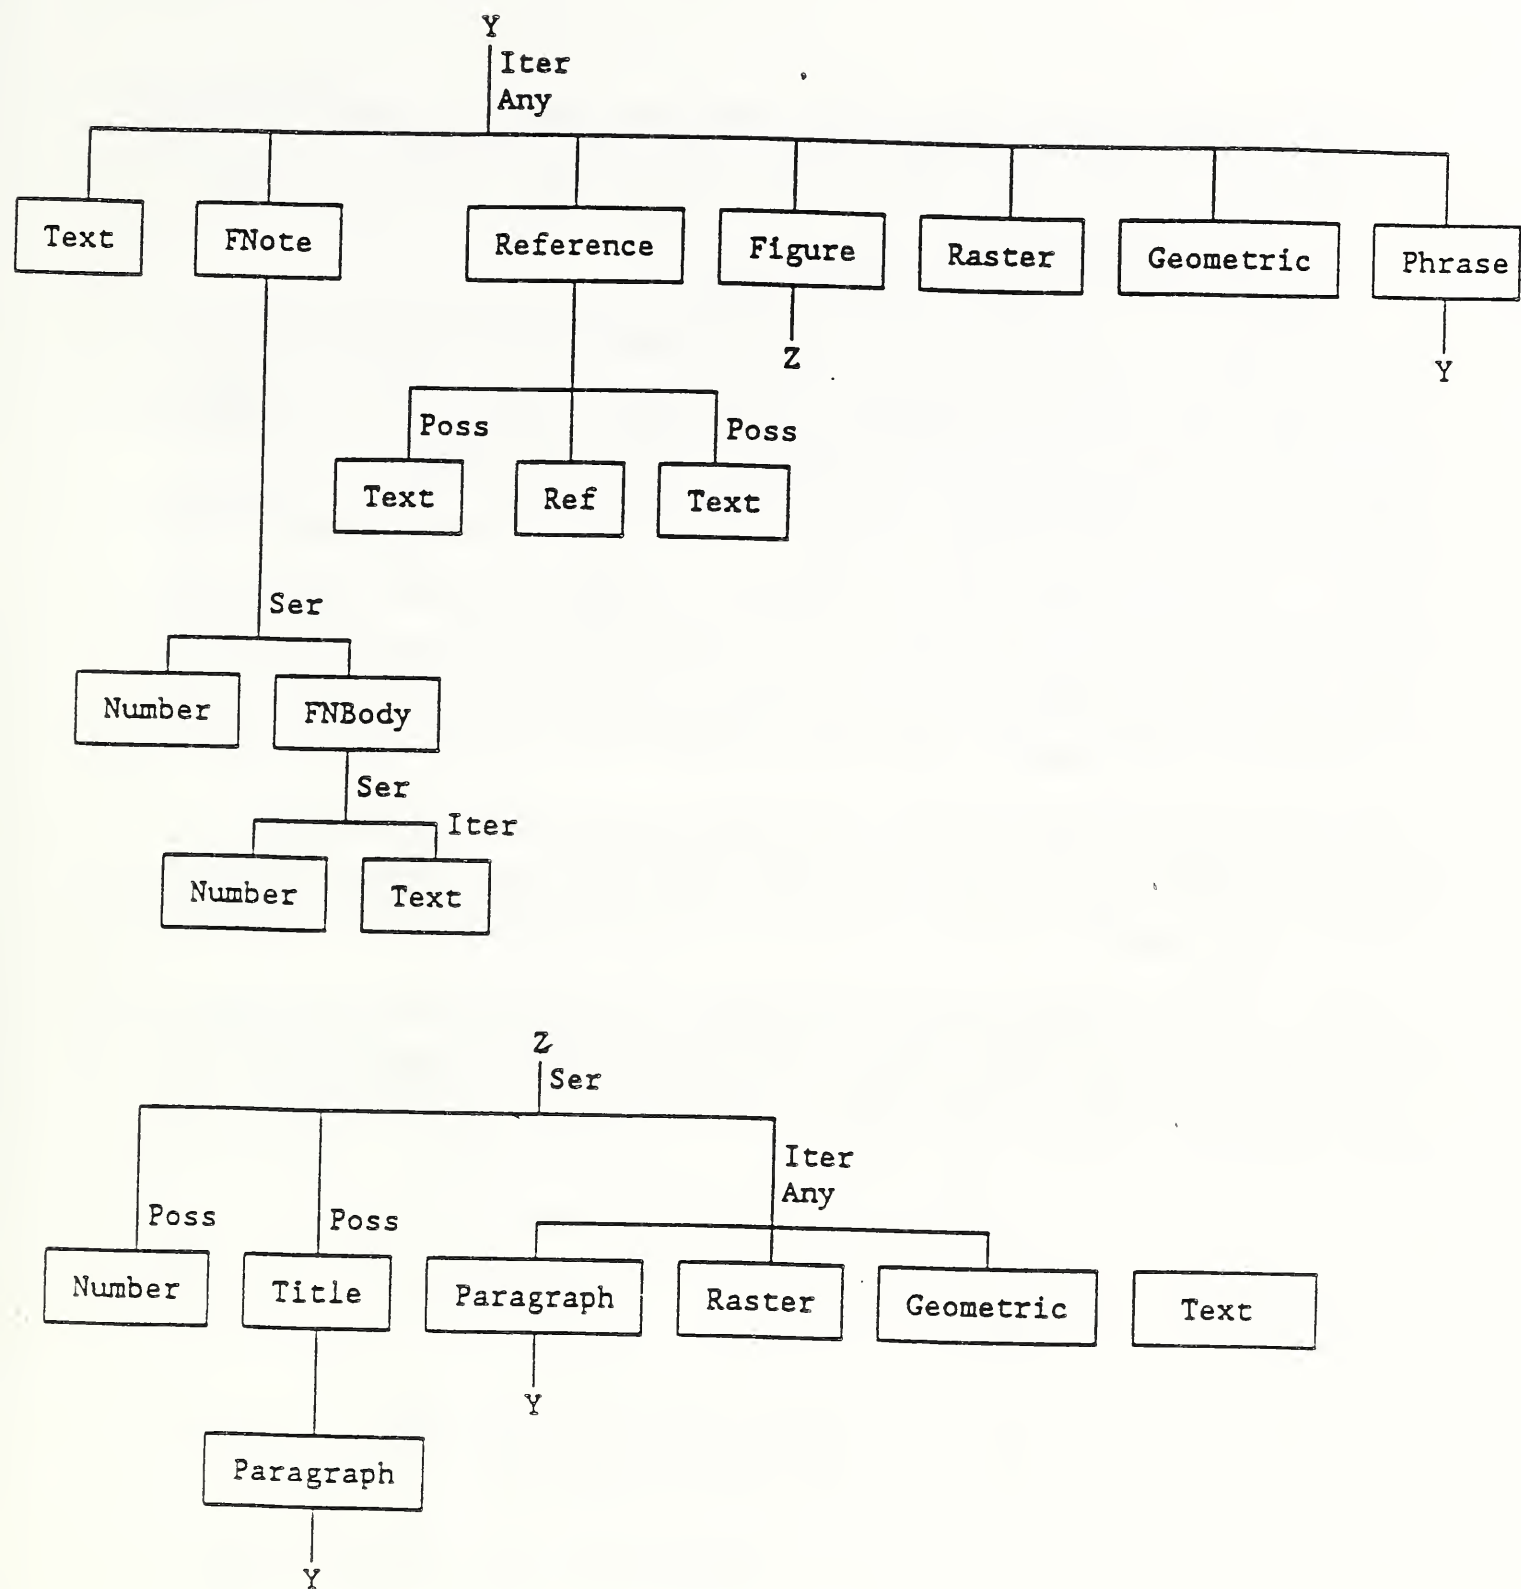 Y
Iter
Any
Text FNote Reference Figure Raster Geometric Phrase
Z Y
Poss Poss
Text Ref Text
Ser
Number FNBody
Ser
Iter
Number Text
Z
Ser
Iter
Any
Poss Poss
Number Title Paragraph Raster Geometric Text
Y
Paragraph
Y